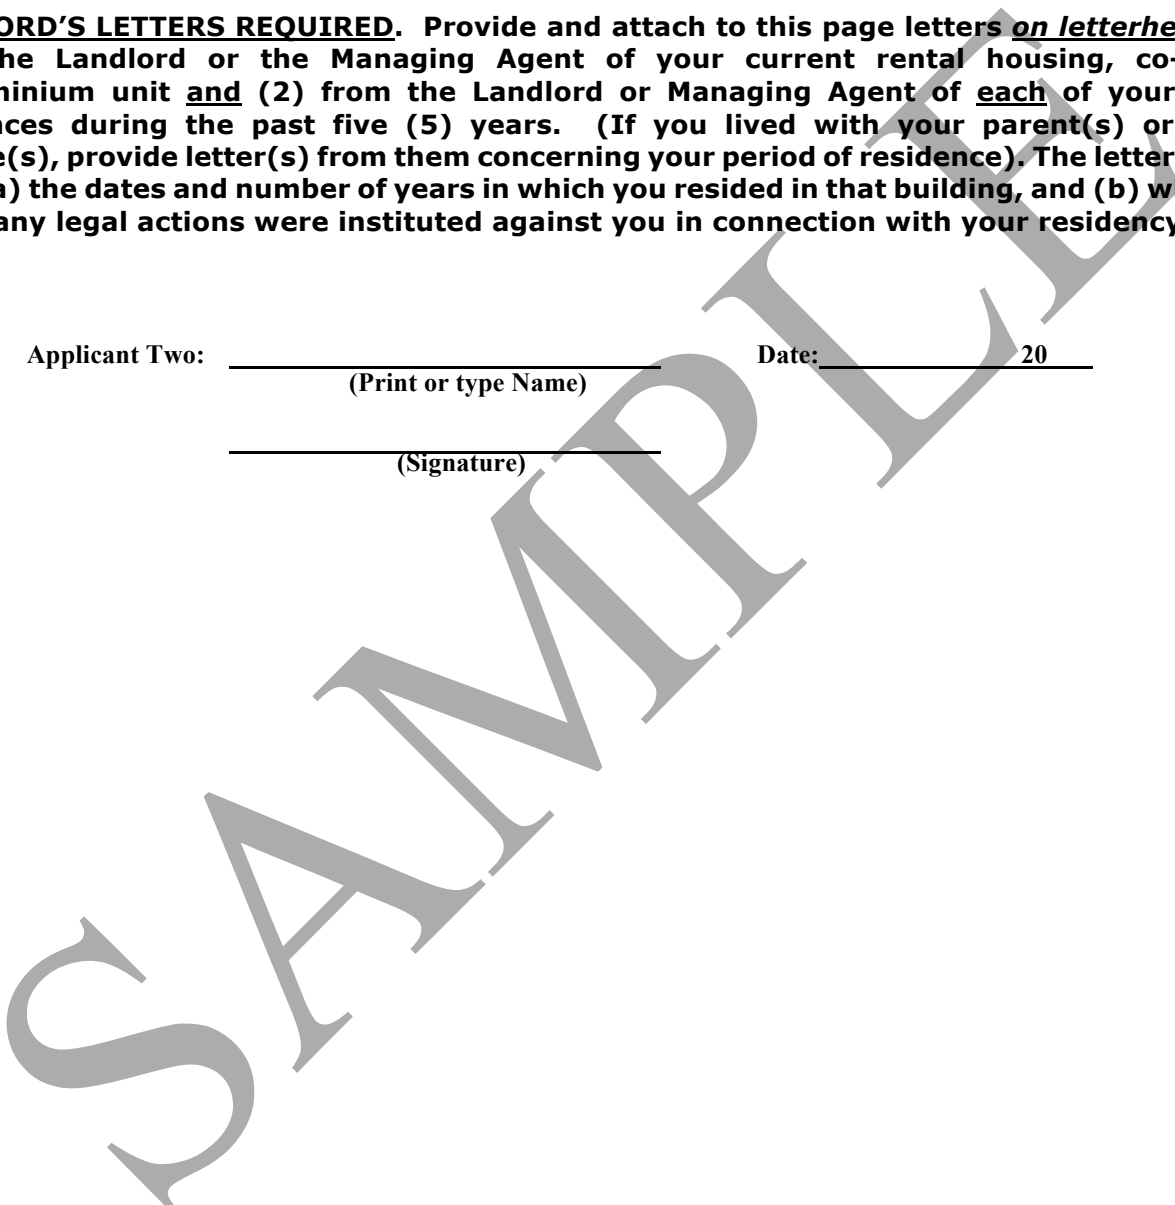 ORD’S LETTERS REQUIRED. Provide and attach to this page letters on letterhe
he Landlord or the Managing Agent of your current rental housing, co-
minium unit and (2) from the Landlord or Managing Agent of each of your
nces during the past five (5) years. (If you lived with your parent(s) or
e(s), provide letter(s) from them concerning your period of residence). The letter
a) the dates and number of years in which you resided in that building, and (b) w
any legal actions were instituted against you in connection with your residency
Applicant Two: Date: 20
(Print or type Name)
(Signature)
SAMPLE